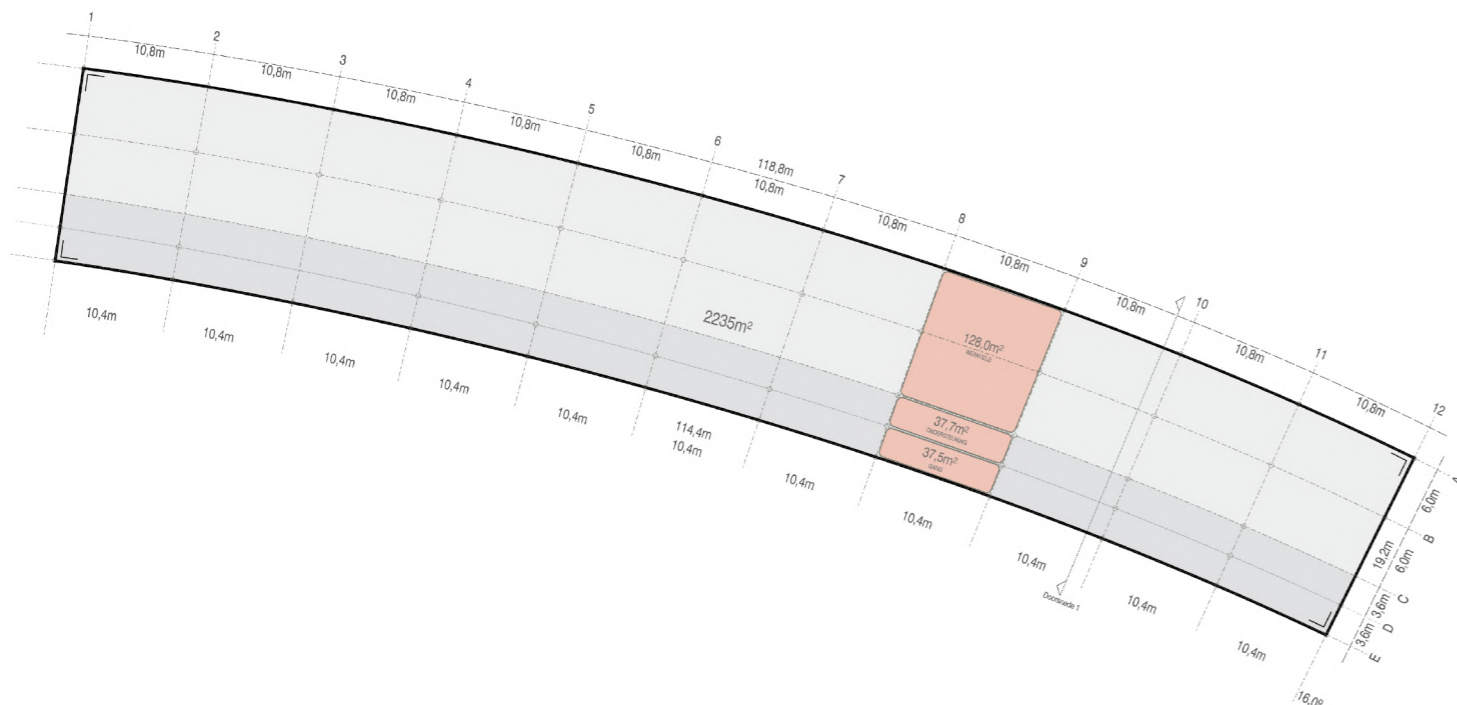 1
2
3
4
5
6
7
8
9
10
11
12
10,8m
10,8m
10,8m
10,8m
10,8m
118,8m
10,8m
10,8m
10,8m
10,8m
10,8m
10,8m
2235m²
128,0m²
WERKVELD
37,7m²
ONDERSTEUNING
37,5m²
GANG
10,4m
10,4m
10,4m
10,4m
10,4m
114,4m
10,4m
10,4m
10,4m
10,4m
10,4m
10,4m
Doorsnede 1
A
6,0m
B
19,2m
6,0m
C
3,6m
D
3,6m
E
16,0º